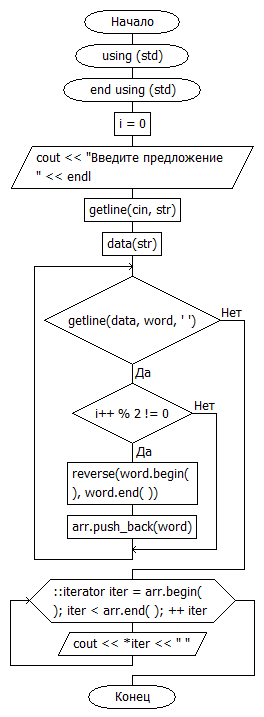 Начало
using (std)
end using (std)
i = 0
cout << "Введите предложение
" << endl
getline(cin, str)
data(str)
getline(data, word, ' ')
Нет
Да
i++ % 2 != 0
Нет
Да
reverse(word.begin(
), word.end( ))
arr.push_back(word)
::iterator iter = arr.begin(
); iter < arr.end( ); ++ iter
cout << *iter << " "
Конец